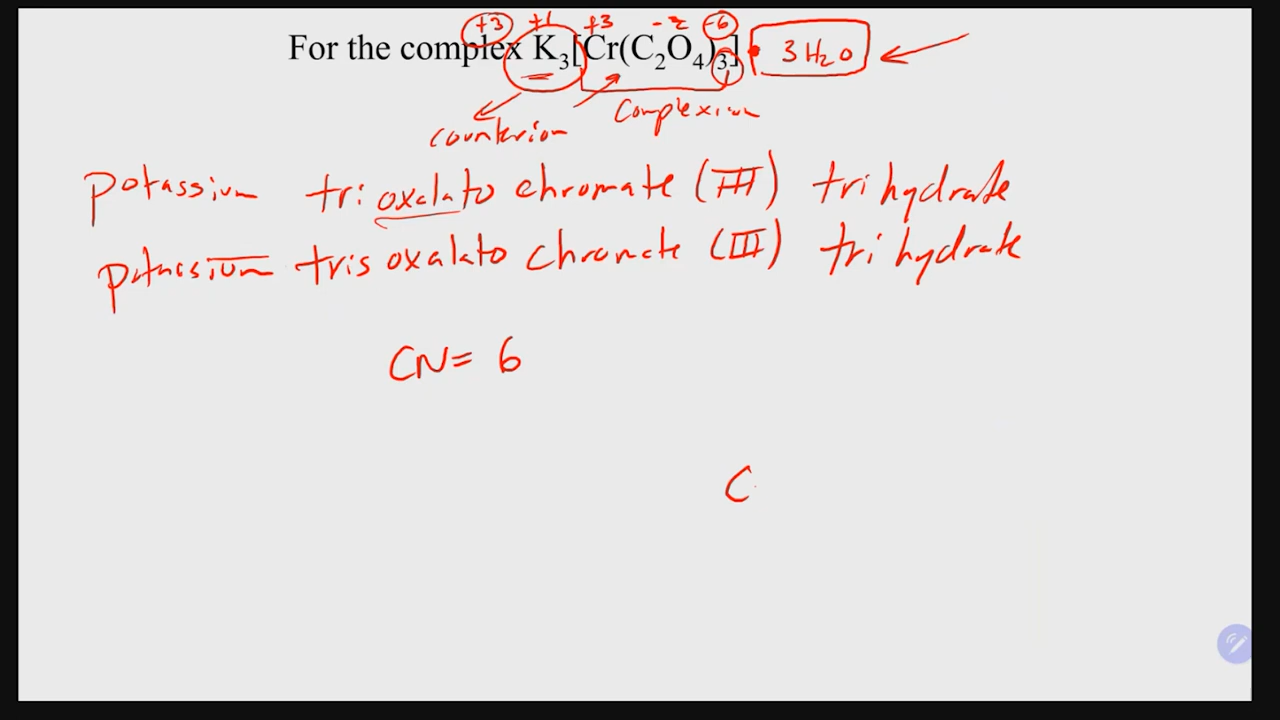 +3 +1 +3 -2 -6
For the complex K₃[Cr(C₂O₄)₃] • 3 H₂O
counterion complexium
potassium trioxalato chromate (III) trihydrate
potassium tris oxalato chromate (III) trihydrate
CN = 6
C